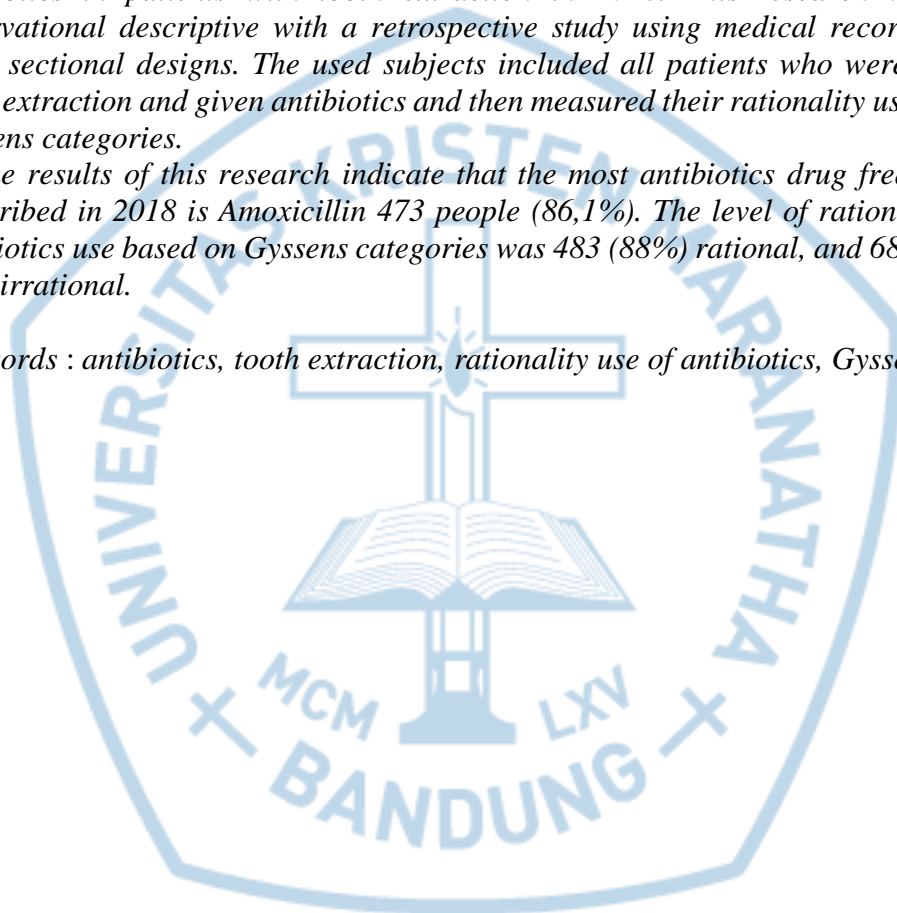 rvational descriptive with a retrospective study using medical recor
sectional designs. The used subjects included all patients who were
extraction and given antibiotics and then measured their rationality us
ens categories.
e results of this research indicate that the most antibiotics drug fre
ribed in 2018 is Amoxicillin 473 people (86,1%). The level of ration
iotics use based on Gyssens categories was 483 (88%) rational, and 68
irrational.
ords : antibiotics, tooth extraction, rationality use of antibiotics, Gysse
UNIVERSITAS KRISTEN MARANATHA
MCM LXV
BANDUNG